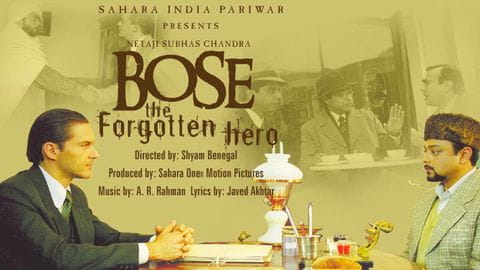 SAHARA INDIA PARIWAR
PRESENTS
NETAJI SUBHAS CHANDRA
BOSE
the
Forgotten hero
Directed by: Shyam Benegal
Produced by: Sahara One Motion Pictures
Music by: A. R. Rahman Lyrics by: Javed Akhtar